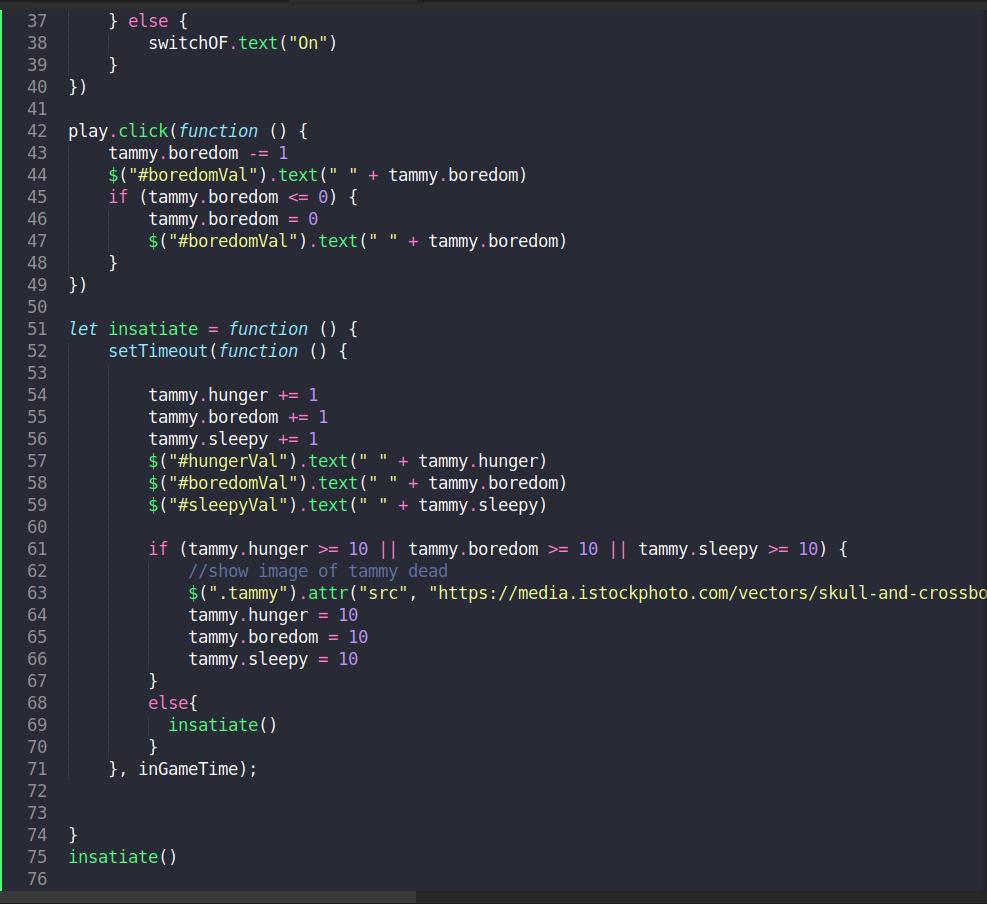 37 } else {
38 switchOF.text("On")
39 }
40 })
41
42 play.click(function () {
43 tammy.boredom -= 1
44 $("#boredomVal").text(" " + tammy.boredom)
45 if (tammy.boredom <= 0) {
46 tammy.boredom = 0
47 $("#boredomVal").text(" " + tammy.boredom)
48 }
49 })
50
51 let insatiate = function () {
52 setTimeout(function () {
53
54 tammy.hunger += 1
55 tammy.boredom += 1
56 tammy.sleepy += 1
57 $("#hungerVal").text(" " + tammy.hunger)
58 $("#boredomVal").text(" " + tammy.boredom)
59 $("#sleepyVal").text(" " + tammy.sleepy)
60
61 if (tammy.hunger >= 10 || tammy.boredom >= 10 || tammy.sleepy >= 10) {
62 //show image of tammy dead
63 $(".tammy").attr("src", "https://media.istockphoto.com/vectors/skull-and-crossbo
64 tammy.hunger = 10
65 tammy.boredom = 10
66 tammy.sleepy = 10
67 }
68 else{
69 insatiate()
70 }
71 }, inGameTime);
72
73
74 }
75 insatiate()
76